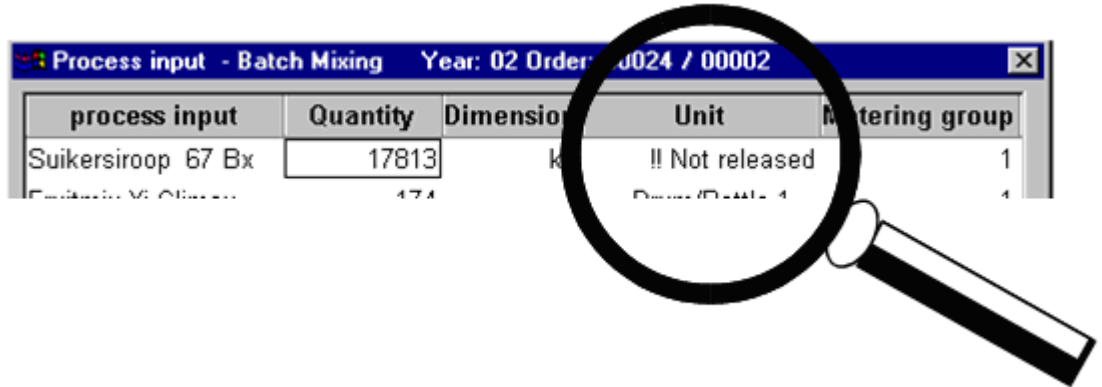 Process input - Batch Mixing Year: 02 Order: 0024 / 00002
process input Quantity Dimension Unit Metering group
Suikersiroop 67 Bx 17813 k !! Not released 1
174 1